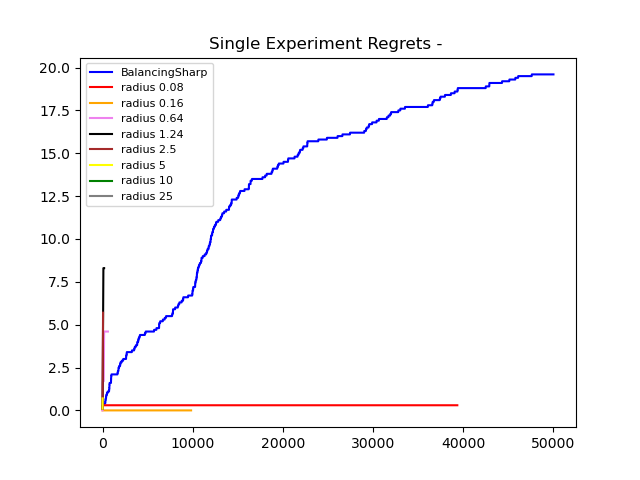 Single Experiment Regrets -
20.0
17.5
15.0
12.5
10.0
7.5
5.0
2.5
0.0
BalancingSharp
radius 0.08
radius 0.16
radius 0.64
radius 1.24
radius 2.5
radius 5
radius 10
radius 25
0 10000 20000 30000 40000 50000